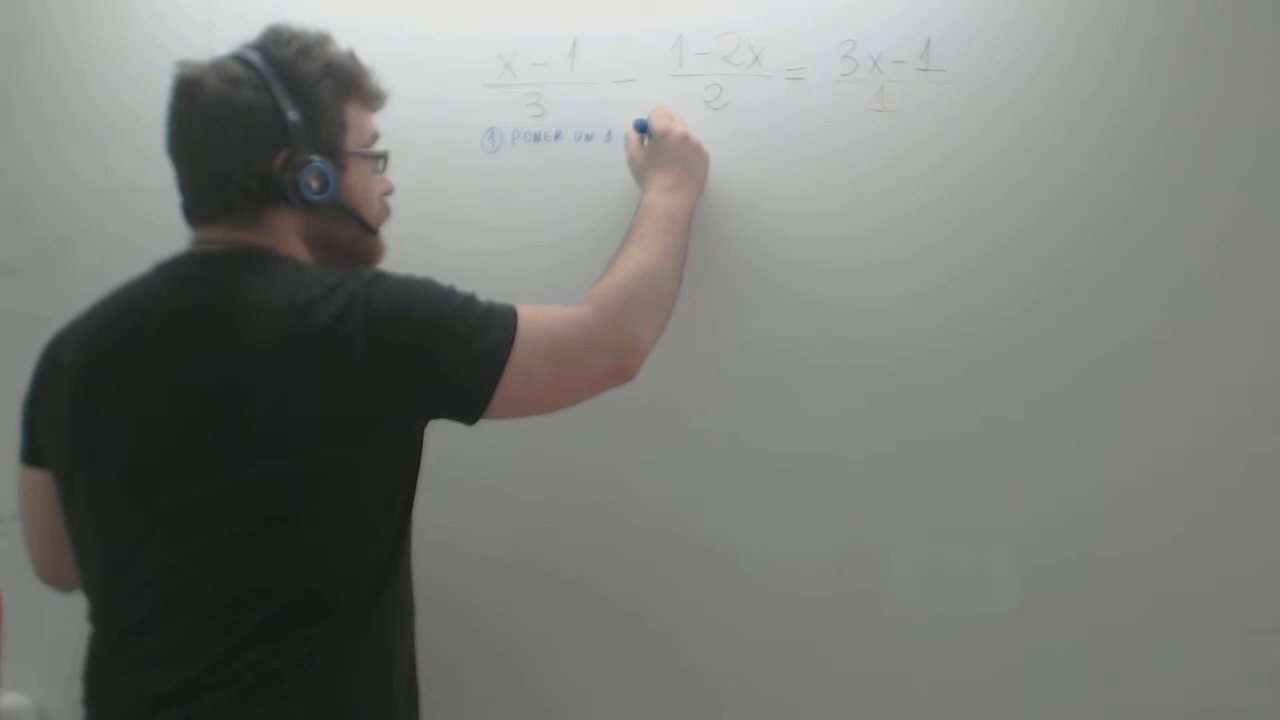 x-1/3 - 1-2x/2 = 3x-1/1
① PONER UN 1